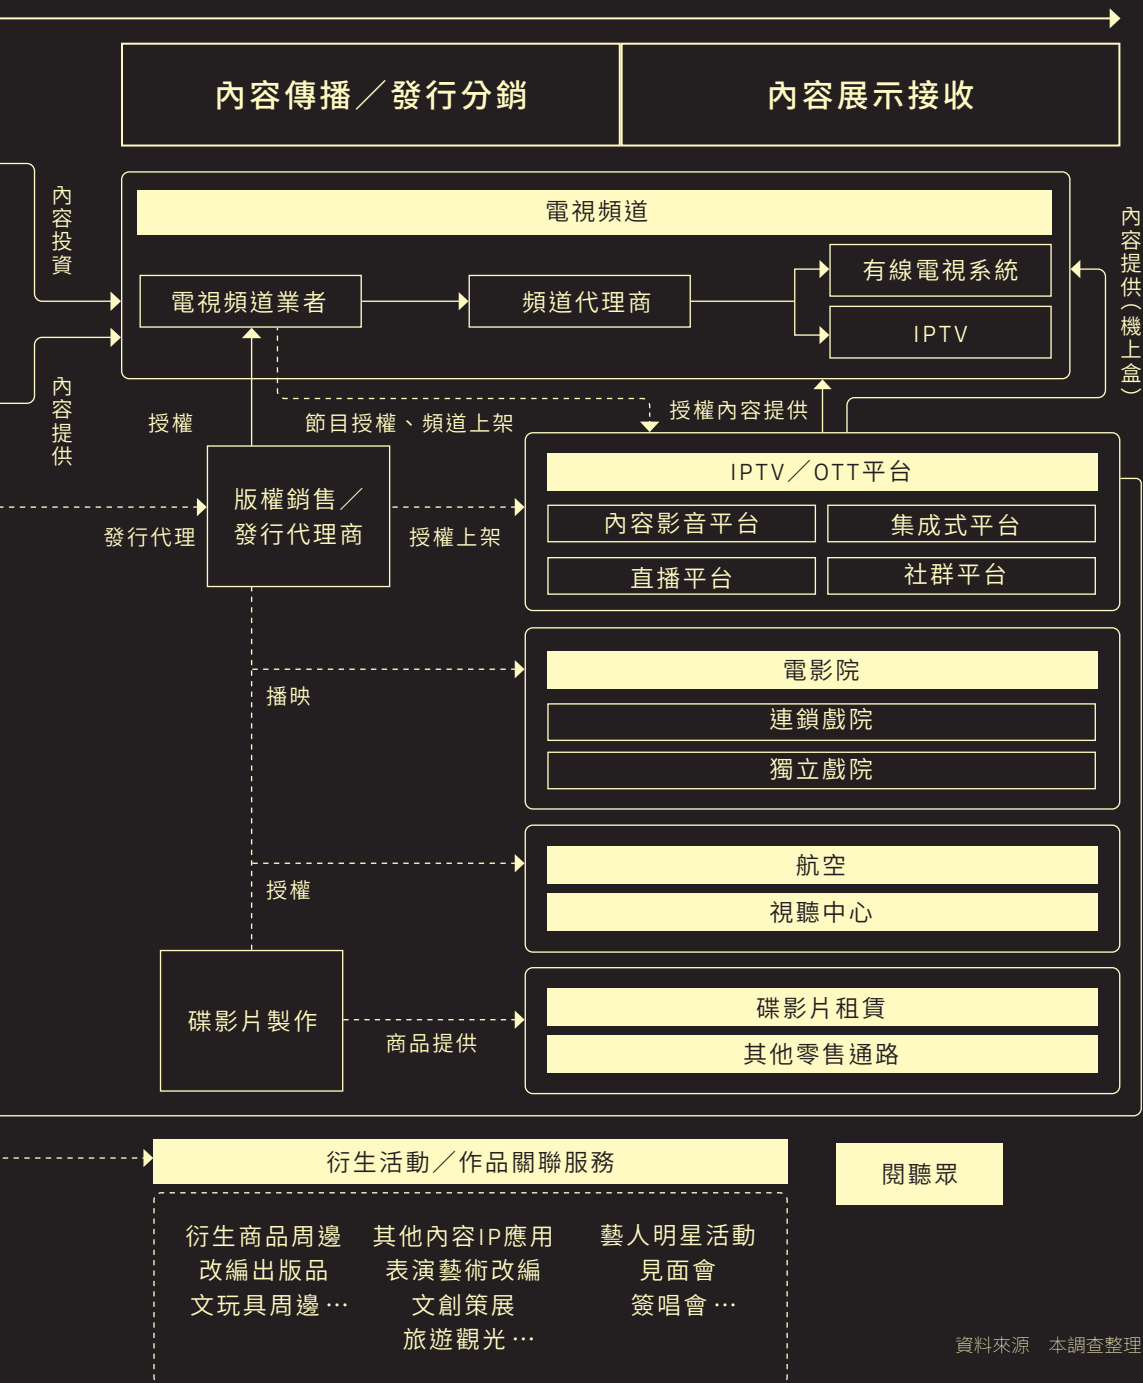 內容傳播／發行分銷
內容展示接收
內容投資
內容提供
電視頻道
電視頻道業者
頻道代理商
有線電視系統
IPTV
內容提供（機上盒）
授權
節目授權、頻道上架
授權內容提供
發行代理
版權銷售／
發行代理商
授權上架
IPTV／OTT平台
內容影音平台
集成式平台
直播平台
社群平台
播映
電影院
連鎖戲院
獨立戲院
授權
航空
視聽中心
碟影片製作
商品提供
碟影片租賃
其他零售通路
衍生活動／作品關聯服務
閱聽眾
衍生商品周邊
改編出版品
文玩具周邊…
其他內容IP應用
表演藝術改編
文創策展
旅遊觀光…
藝人明星活動
見面會
簽唱會…
資料來源　本調查整理